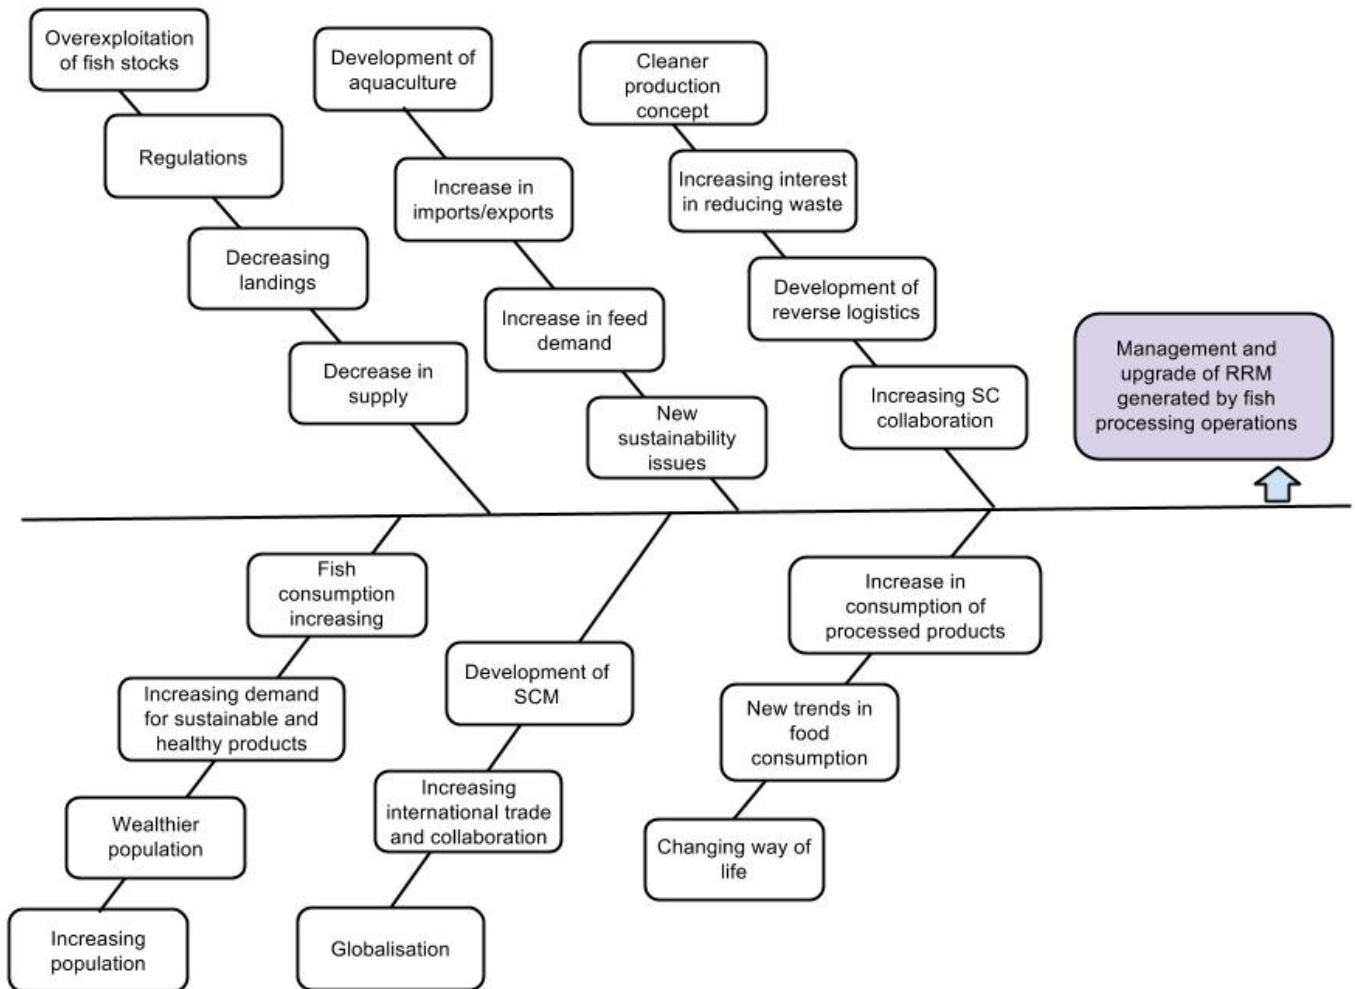 Overexploitation
of fish stocks
Regulations
Decreasing
landings
Decrease in
supply
Development of
aquaculture
Increase in
imports/exports
Increase in feed
demand
New
sustainability
issues
Cleaner
production
concept
Increasing interest
in reducing waste
Development of
reverse logistics
Increasing SC
collaboration
Management and
upgrade of RRM
generated by fish
processing operations
Fish
consumption
increasing
Increasing demand
for sustainable and
healthy products
Wealthier
population
Increasing
population
Development of
SCM
Increasing
international trade
and collaboration
Globalisation
Increase in
consumption of
processed products
New trends in
food
consumption
Changing way of
life